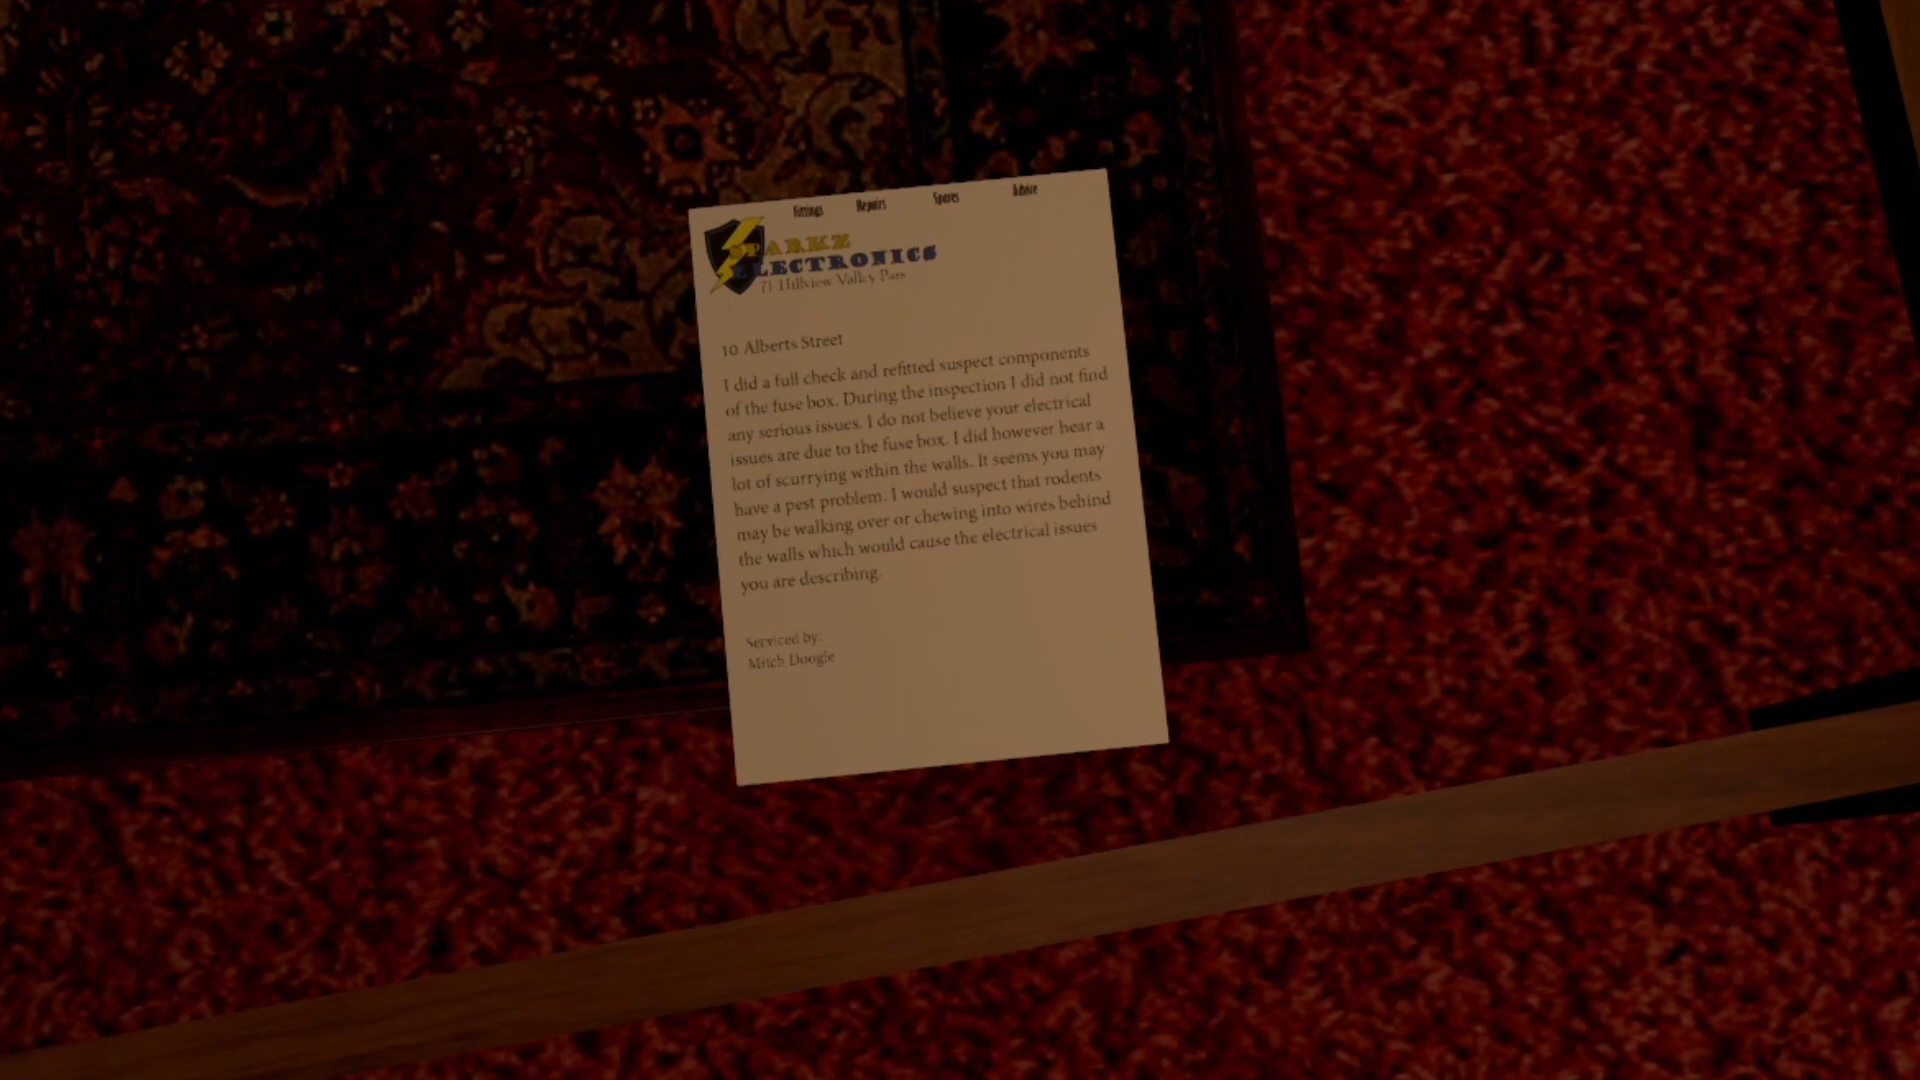 Fittings Repairs Spares Advice
SPARKZ
ELECTRONICS
71 Hillview Valley Pass
10 Alberts Street
I did a full check and refitted suspect components
of the fuse box. During the inspection I did not find
any serious issues. I do not believe your electrical
issues are due to the fuse box. I did however hear a
lot of scurrying within the walls. It seems you may
have a pest problem. I would suspect that rodents
may be walking over or chewing into wires behind
the walls which would cause the electrical issues
you are describing.
Serviced by:
Mitch Doogle